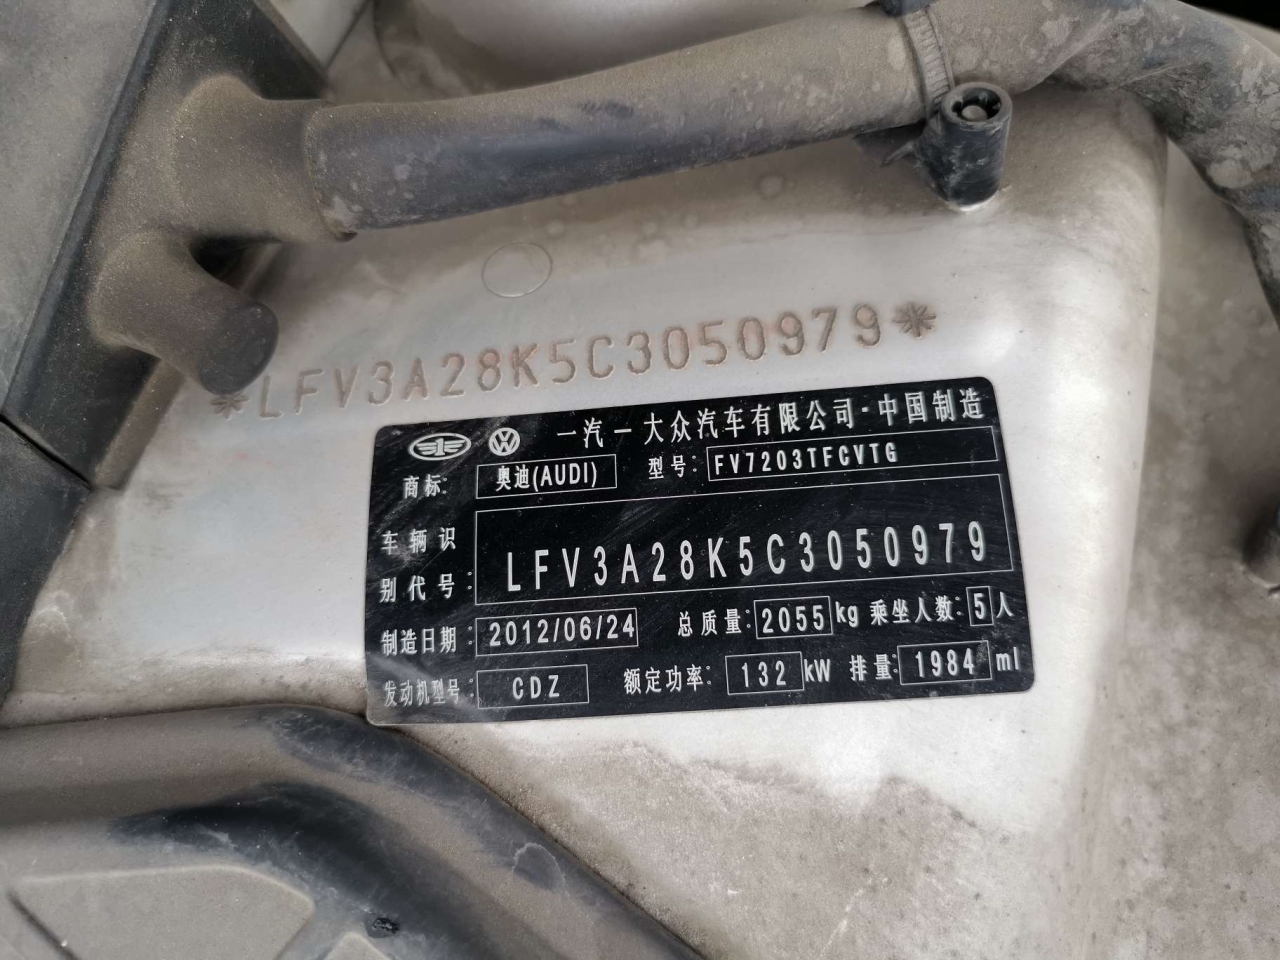 *LFV3A28K5C3050979*
一汽－大众汽车有限公司·中国制造
商标: 奥迪(AUDI) 型号: FV7203TFCVTG
车辆识别代号: LFV3A28K5C3050979
制造日期: 2012/06/24 总质量: 2055 kg 乘坐人数: 5 人
发动机型号: CDZ 额定功率: 132 kW 排量: 1984 ml